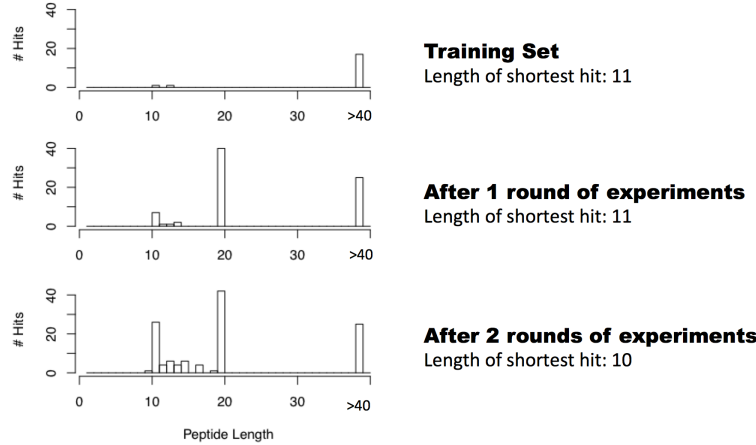 40
20
0
# Hits
0 10 20 30 >40
Training Set
Length of shortest hit: 11
40
20
0
# Hits
0 10 20 30 >40
After 1 round of experiments
Length of shortest hit: 11
40
20
0
# Hits
0 10 20 30 >40
Peptide Length
After 2 rounds of experiments
Length of shortest hit: 10